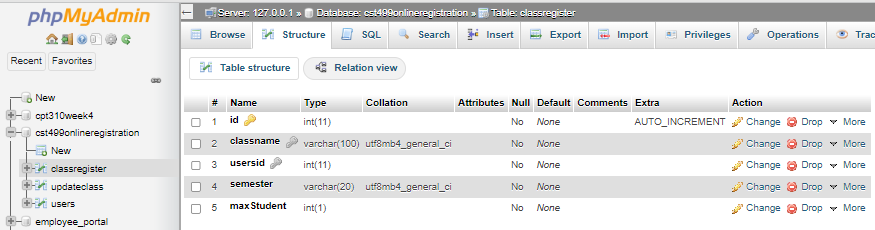 phpMyAdmin
Recent Favorites
New
cpt310week4
cst499onlineregistration
New
classregister
updateclass
users
employee_portal
Server: 127.0.0.1 » Database: cst499onlineregistration » Table: classregister
Browse Structure SQL Search Insert Export Import Privileges Operations Trac
Table structure Relation view
# Name Type Collation Attributes Null Default Comments Extra Action
1 id int(11) No None AUTO_INCREMENT Change Drop More
2 classname varchar(100) utf8mb4_general_ci No None Change Drop More
3 usersid int(11) No None Change Drop More
4 semester varchar(20) utf8mb4_general_ci No None Change Drop More
5 maxStudent int(1) No None Change Drop More